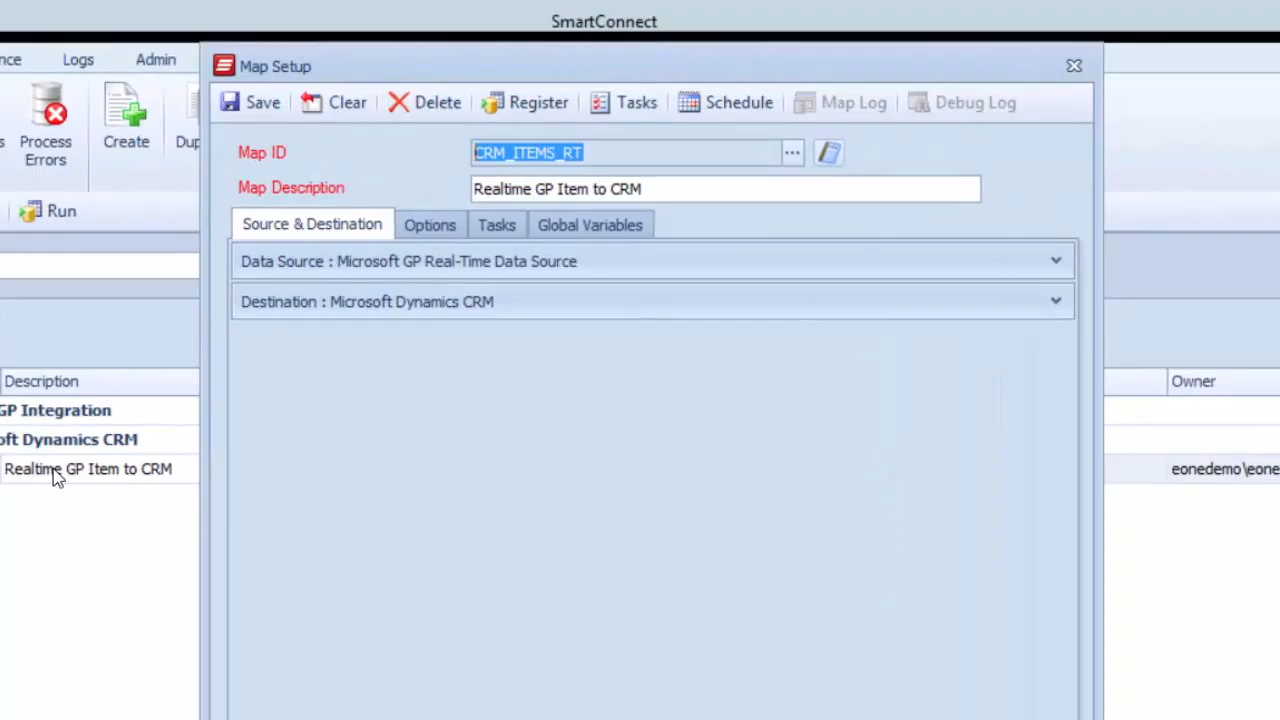 SmartConnect
nce Logs Admin
Process
Errors
Create
Dup
Run
Description
GP Integration
oft Dynamics CRM
Realtime GP Item to CRM
Map Setup
Save Clear Delete Register Tasks Schedule Map Log Debug Log
Map ID CRM_ITEMS_RT ...
Map Description Realtime GP Item to CRM
Source & Destination Options Tasks Global Variables
Data Source : Microsoft GP Real-Time Data Source
Destination : Microsoft Dynamics CRM
Owner
eonedemo\eone